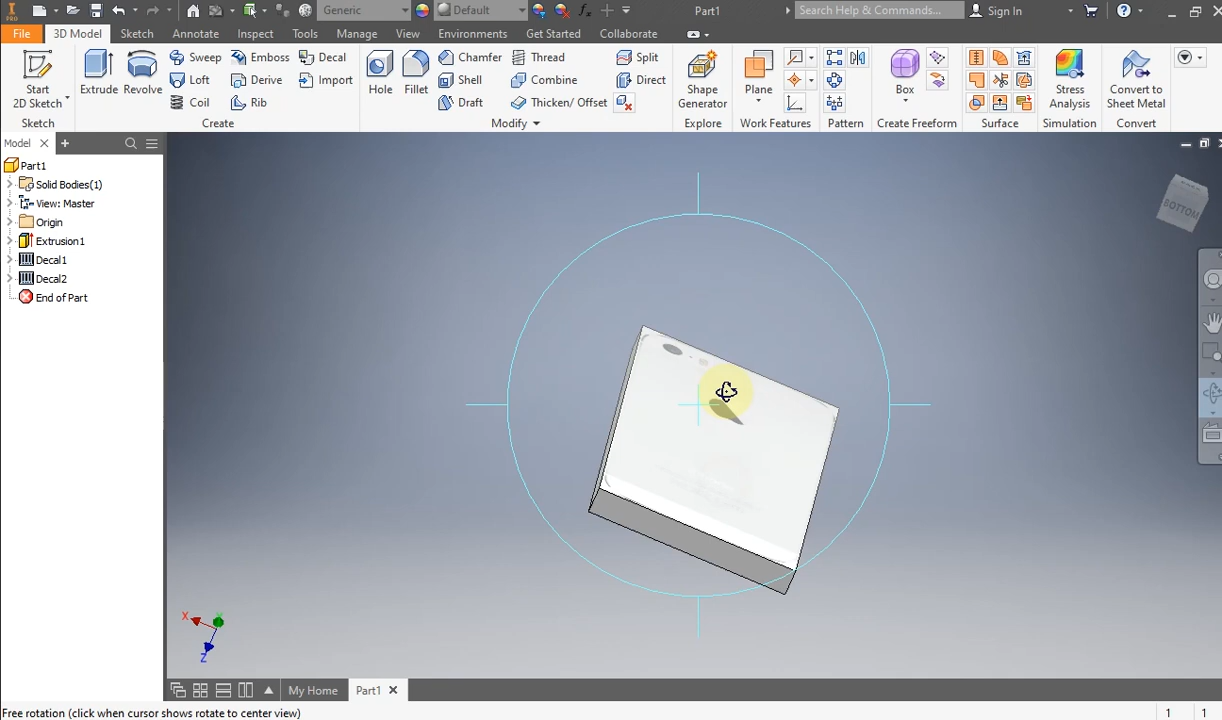 PRO Generic Default Part1 Search Help & Commands... Sign In
File 3D Model Sketch Annotate Inspect Tools Manage View Environments Get Started Collaborate
Start 2D Sketch Extrude Revolve Sweep Loft Coil Emboss Derive Rib Decal Import Hole Fillet Chamfer Shell Draft Thread Combine Thicken/ Offset Split Direct Shape Generator Plane Box Stress Analysis Convert to Sheet Metal
Sketch Create Modify Explore Work Features Pattern Create Freeform Surface Simulation Convert
Model
Part1
Solid Bodies(1)
View: Master
Origin
Extrusion1
Decal1
Decal2
End of Part
BOTTOM
X
Z
My Home Part1
Free rotation (click when cursor shows rotate to center view) 1 1